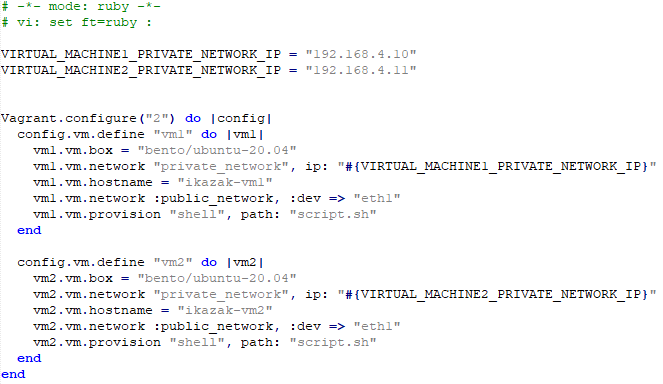 # -*- mode: ruby -*-
# vi: set ft=ruby :

VIRTUAL_MACHINE1_PRIVATE_NETWORK_IP = "192.168.4.10"
VIRTUAL_MACHINE2_PRIVATE_NETWORK_IP = "192.168.4.11"


Vagrant.configure("2") do |config|
  config.vm.define "vm1" do |vm1|
    vm1.vm.box = "bento/ubuntu-20.04"
    vm1.vm.network "private_network", ip: "#{VIRTUAL_MACHINE1_PRIVATE_NETWORK_IP}"
    vm1.vm.hostname = "ikazak-vm1"
    vm1.vm.network :public_network, :dev => "eth1"
    vm1.vm.provision "shell", path: "script.sh"
  end

  config.vm.define "vm2" do |vm2|
    vm2.vm.box = "bento/ubuntu-20.04"
    vm2.vm.network "private_network", ip: "#{VIRTUAL_MACHINE2_PRIVATE_NETWORK_IP}"
    vm2.vm.hostname = "ikazak-vm2"
    vm2.vm.network :public_network, :dev => "eth1"
    vm2.vm.provision "shell", path: "script.sh"
  end
end